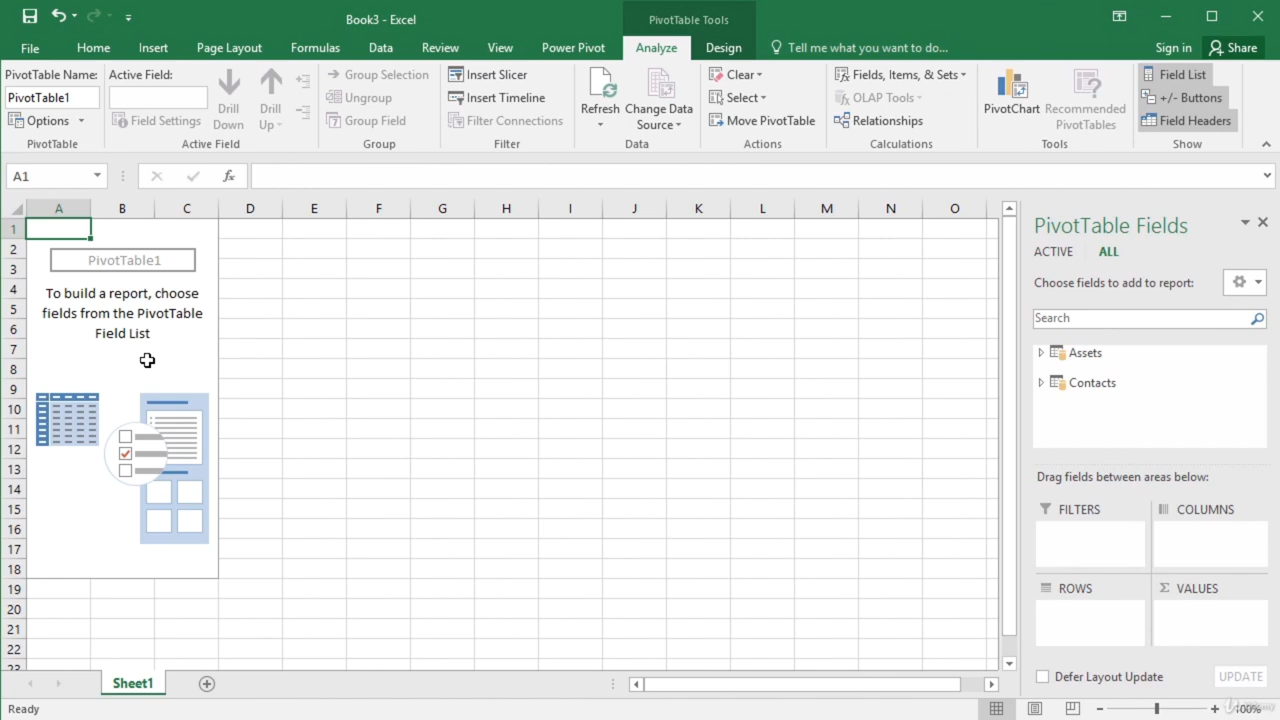 Book3 - Excel
PivotTable Tools
File Home Insert Page Layout Formulas Data Review View Power Pivot Analyze Design Tell me what you want to do... Sign in Share
PivotTable Name:
PivotTable1
Options
PivotTable
Active Field:
Field Settings
Drill Down
Drill Up
Active Field
Group Selection
Ungroup
Group Field
Group
Insert Slicer
Insert Timeline
Filter Connections
Filter
Refresh
Change Data Source
Data
Clear
Select
Move PivotTable
Actions
Fields, Items, & Sets
OLAP Tools
Relationships
Calculations
PivotChart
Recommended PivotTables
Tools
Field List
+/- Buttons
Field Headers
Show
A1
fx
A B C D E F G H I J K L M N O
1
2
3
4
5
6
7
8
9
10
11
12
13
14
15
16
17
18
19
20
21
22
23
PivotTable1
To build a report, choose
fields from the PivotTable
Field List
PivotTable Fields
ACTIVE ALL
Choose fields to add to report:
Search
Assets
Contacts
Drag fields between areas below:
FILTERS
COLUMNS
ROWS
Σ VALUES
Defer Layout Update
UPDATE
Sheet1
Ready
100%